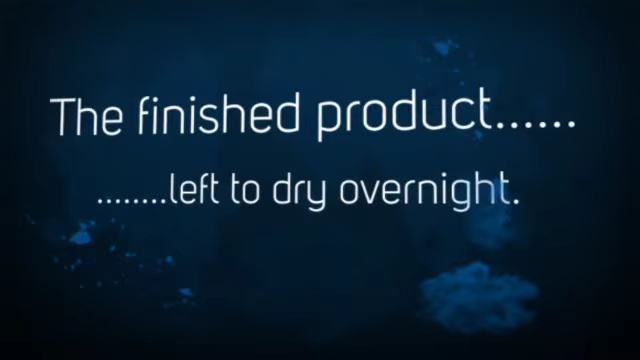 The finished product......
........left to dry overnight.